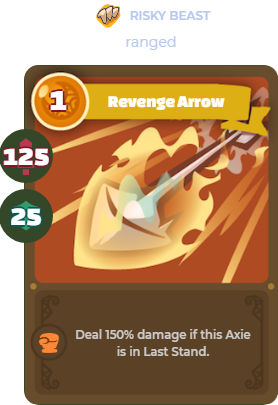 RISKY BEAST
ranged
1
Revenge Arrow
125
25
Deal 150% damage if this Axie
is in Last Stand.